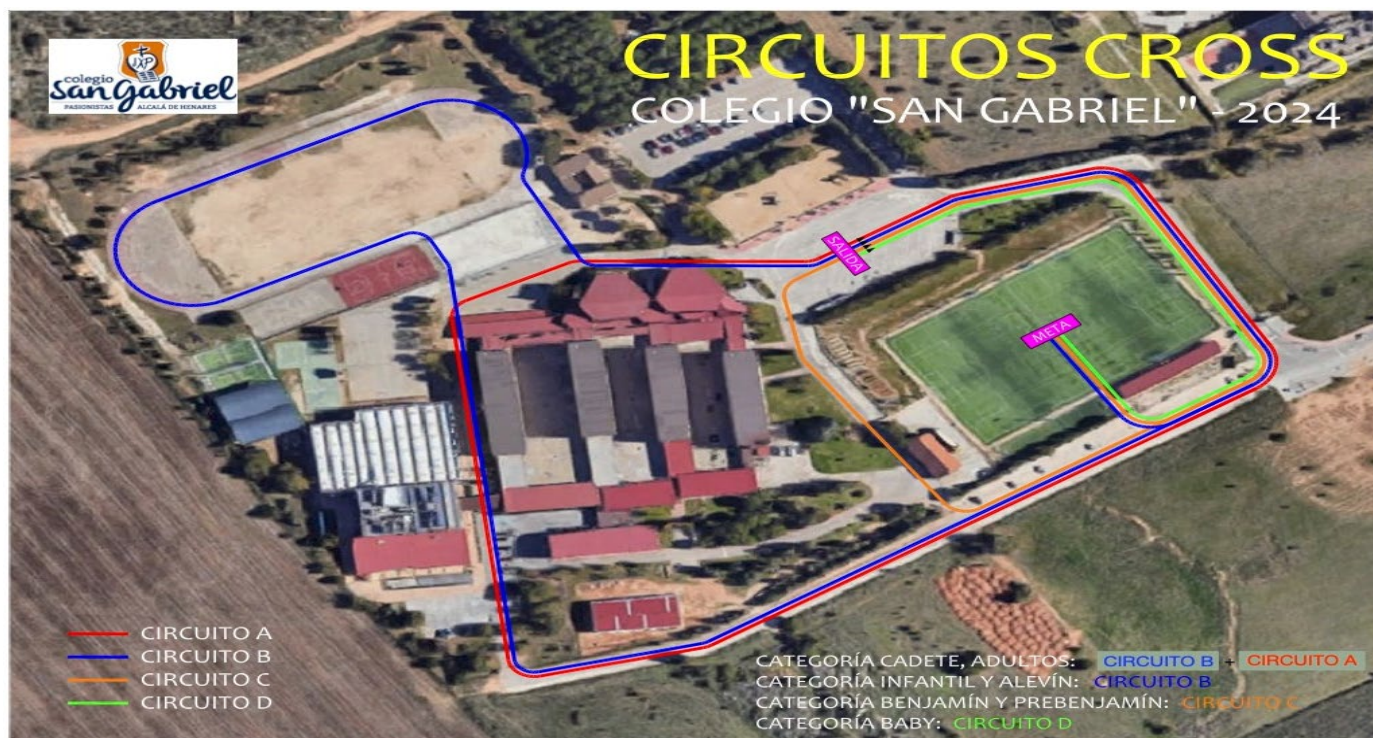 colegio
san gabriel
PASIONISTAS ALCALÁ DE HENARES
CIRCUITOS CROSS
COLEGIO "SAN GABRIEL" - 2024
SALIDA
META
CIRCUITO A
CIRCUITO B
CIRCUITO C
CIRCUITO D
CATEGORÍA CADETE, ADULTOS: CIRCUITO B + CIRCUITO A
CATEGORÍA INFANTIL Y ALEVÍN: CIRCUITO B
CATEGORÍA BENJAMÍN Y PREBENJAMÍN: CIRCUITO C
CATEGORÍA BABY: CIRCUITO D